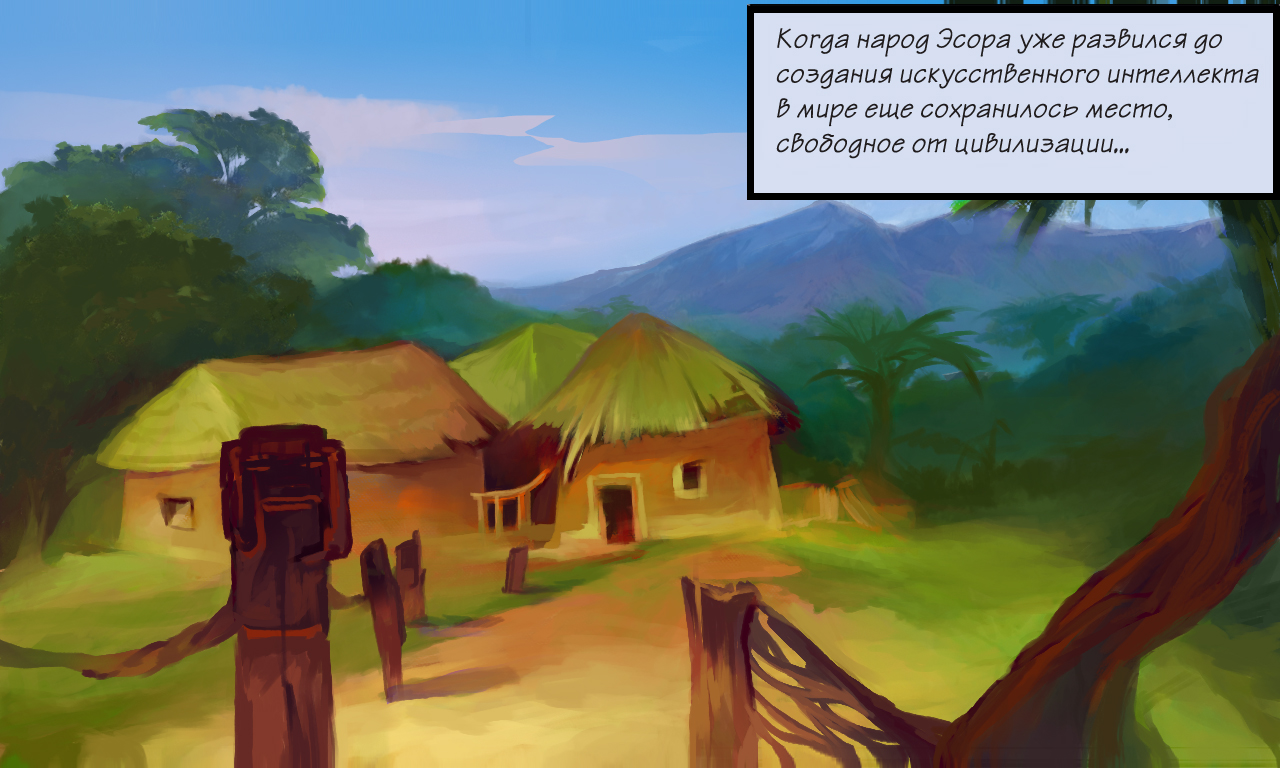 Когда народ Эсора уже развился до
создания искусственного интеллекта
в мире еще сохранилось место,
свободное от цивилизации...